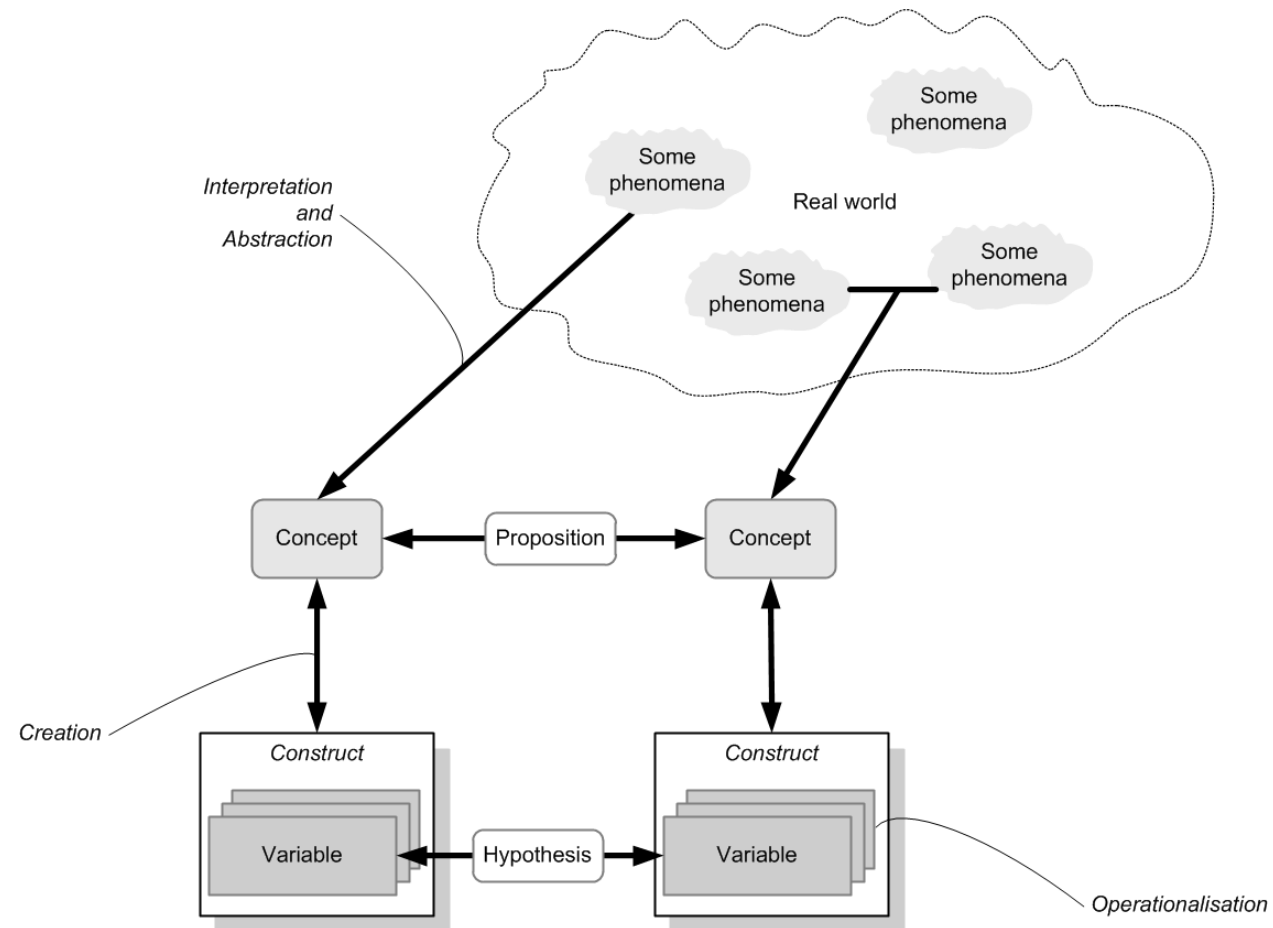 Some
phenomena
Some
phenomena
Interpretation
and
Abstraction
Real world
Some
phenomena
Some
phenomena
Concept
Proposition
Concept
Creation
Construct
Construct
Variable
Hypothesis
Variable
Operationalisation